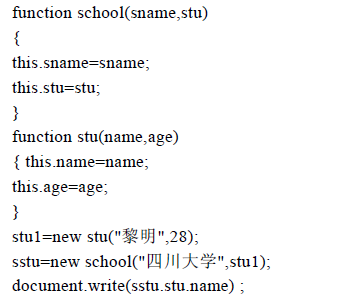 function school(sname,stu)
{
this.sname=sname;
this.stu=stu;
}
function stu(name,age)
{ this.name=name;
this.age=age;
}
stu1=new stu("黎明",28);
sstu=new school("四川大学",stu1);
document.write(sstu.stu.name) ;